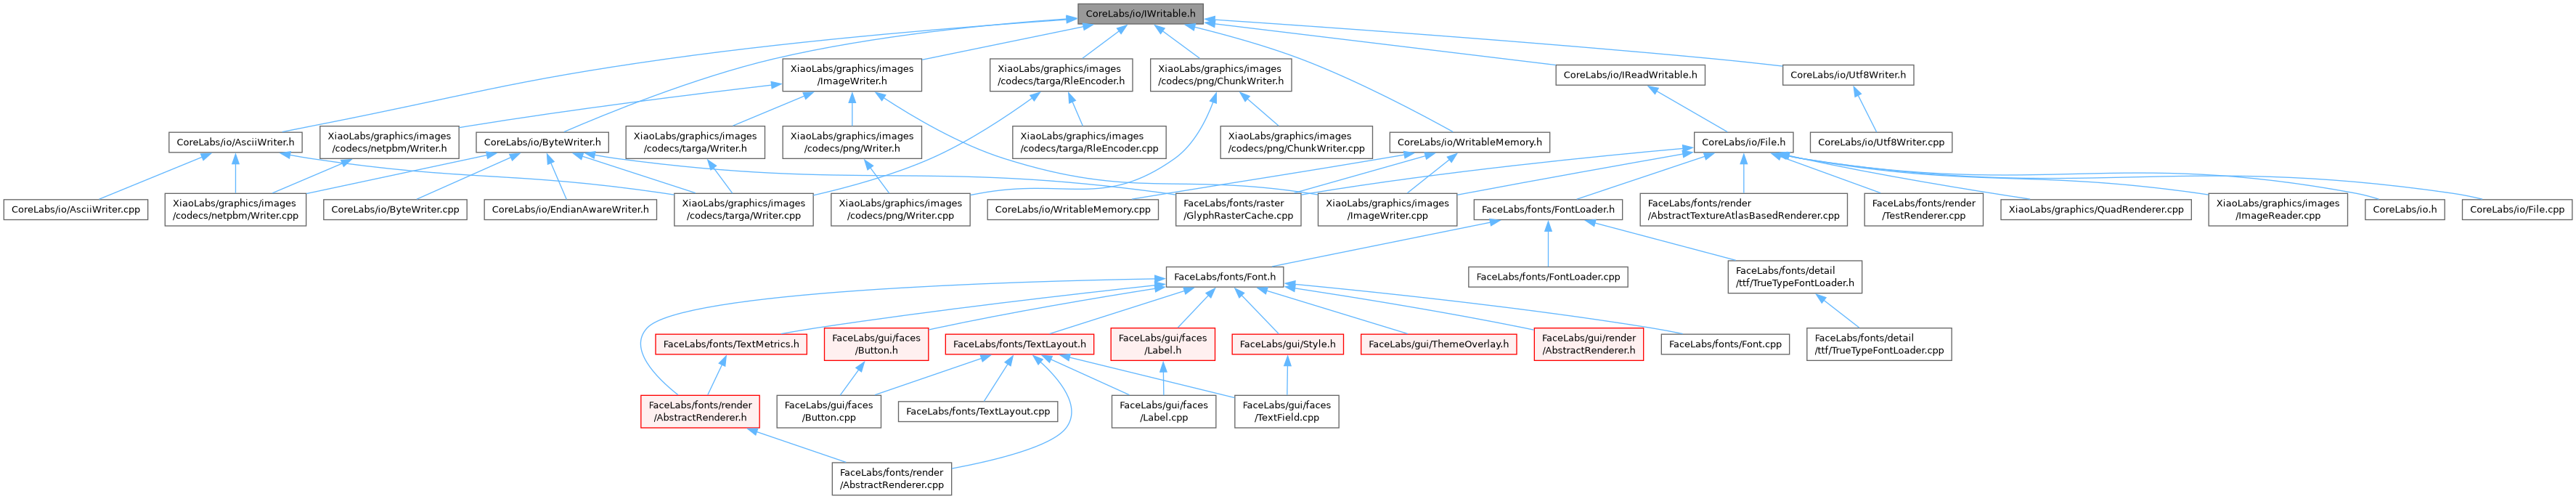 CoreLabs/io/IWritable.h
XiaoLabs/graphics/images
/ImageWriter.h
XiaoLabs/graphics/images
/codecs/targa/RleEncoder.h
XiaoLabs/graphics/images
/codecs/png/ChunkWriter.h
CoreLabs/io/IReadWritable.h
CoreLabs/io/Utf8Writer.h
CoreLabs/io/AsciiWriter.h
XiaoLabs/graphics/images
/codecs/netpbm/Writer.h
CoreLabs/io/ByteWriter.h
XiaoLabs/graphics/images
/codecs/targa/Writer.h
XiaoLabs/graphics/images
/codecs/png/Writer.h
XiaoLabs/graphics/images
/codecs/targa/RleEncoder.cpp
XiaoLabs/graphics/images
/codecs/png/ChunkWriter.cpp
CoreLabs/io/WritableMemory.h
CoreLabs/io/File.h
CoreLabs/io/Utf8Writer.cpp
CoreLabs/io/AsciiWriter.cpp
XiaoLabs/graphics/images
/codecs/netpbm/Writer.cpp
CoreLabs/io/ByteWriter.cpp
CoreLabs/io/EndianAwareWriter.h
XiaoLabs/graphics/images
/codecs/targa/Writer.cpp
XiaoLabs/graphics/images
/codecs/png/Writer.cpp
CoreLabs/io/WritableMemory.cpp
FaceLabs/fonts/raster
/GlyphRasterCache.cpp
XiaoLabs/graphics/images
/ImageWriter.cpp
FaceLabs/fonts/FontLoader.h
FaceLabs/fonts/render
/AbstractTextureAtlasBasedRenderer.cpp
FaceLabs/fonts/render
/TestRenderer.cpp
XiaoLabs/graphics/QuadRenderer.cpp
XiaoLabs/graphics/images
/ImageReader.cpp
CoreLabs/io.h
CoreLabs/io/File.cpp
FaceLabs/fonts/Font.h
FaceLabs/fonts/FontLoader.cpp
FaceLabs/fonts/detail
/ttf/TrueTypeFontLoader.h
FaceLabs/fonts/TextMetrics.h
FaceLabs/gui/faces
/Button.h
FaceLabs/fonts/TextLayout.h
FaceLabs/gui/faces
/Label.h
FaceLabs/gui/Style.h
FaceLabs/gui/ThemeOverlay.h
FaceLabs/gui/render
/AbstractRenderer.h
FaceLabs/fonts/Font.cpp
FaceLabs/fonts/detail
/ttf/TrueTypeFontLoader.cpp
FaceLabs/fonts/render
/AbstractRenderer.h
FaceLabs/gui/faces
/Button.cpp
FaceLabs/fonts/TextLayout.cpp
FaceLabs/gui/faces
/Label.cpp
FaceLabs/gui/faces
/TextField.cpp
FaceLabs/fonts/render
/AbstractRenderer.cpp